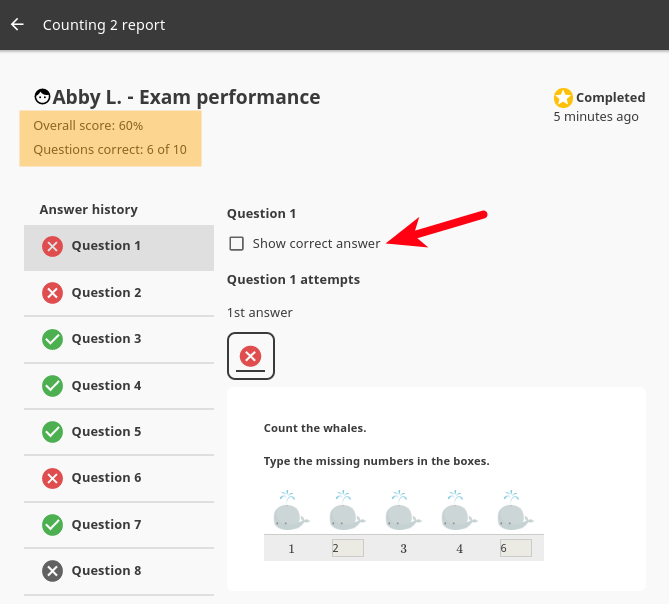 Counting 2 report
Abby L. - Exam performance
Completed
5 minutes ago
Overall score: 60%
Questions correct: 6 of 10
Answer history
Question 1
Question 2
Question 3
Question 4
Question 5
Question 6
Question 7
Question 8
Question 1
Show correct answer
Question 1 attempts
1st answer
Count the whales.
Type the missing numbers in the boxes.
1 2 3 4 6